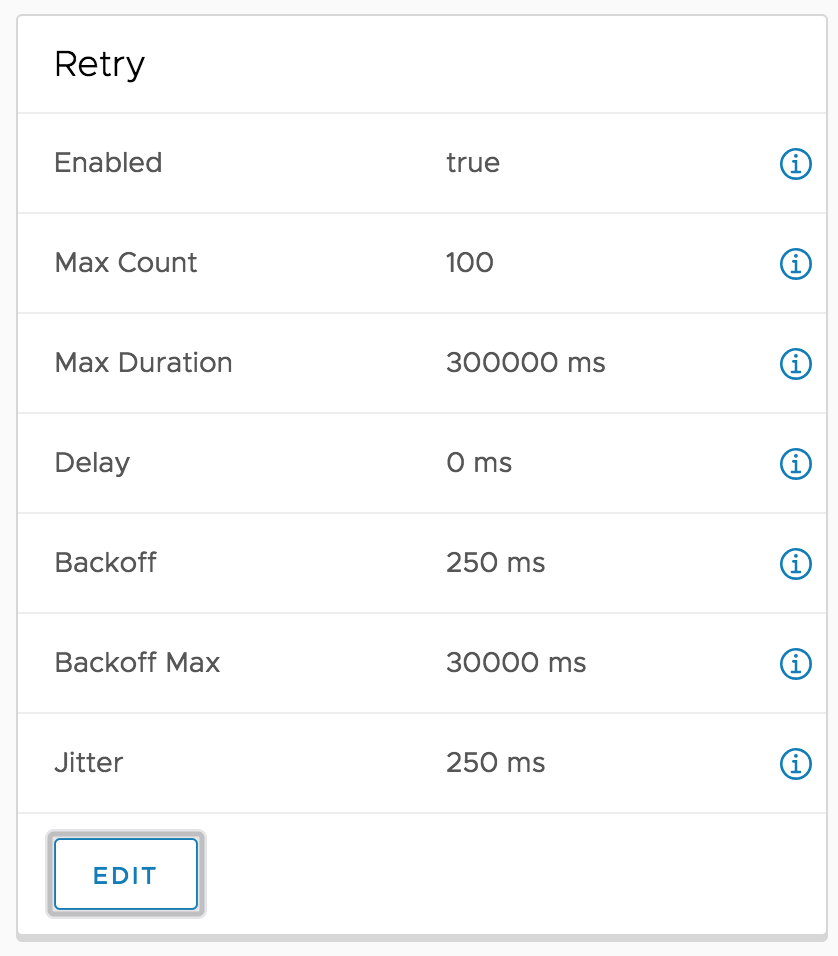 Retry
Enabled true
Max Count 100
Max Duration 300000 ms
Delay 0 ms
Backoff 250 ms
Backoff Max 30000 ms
Jitter 250 ms
EDIT